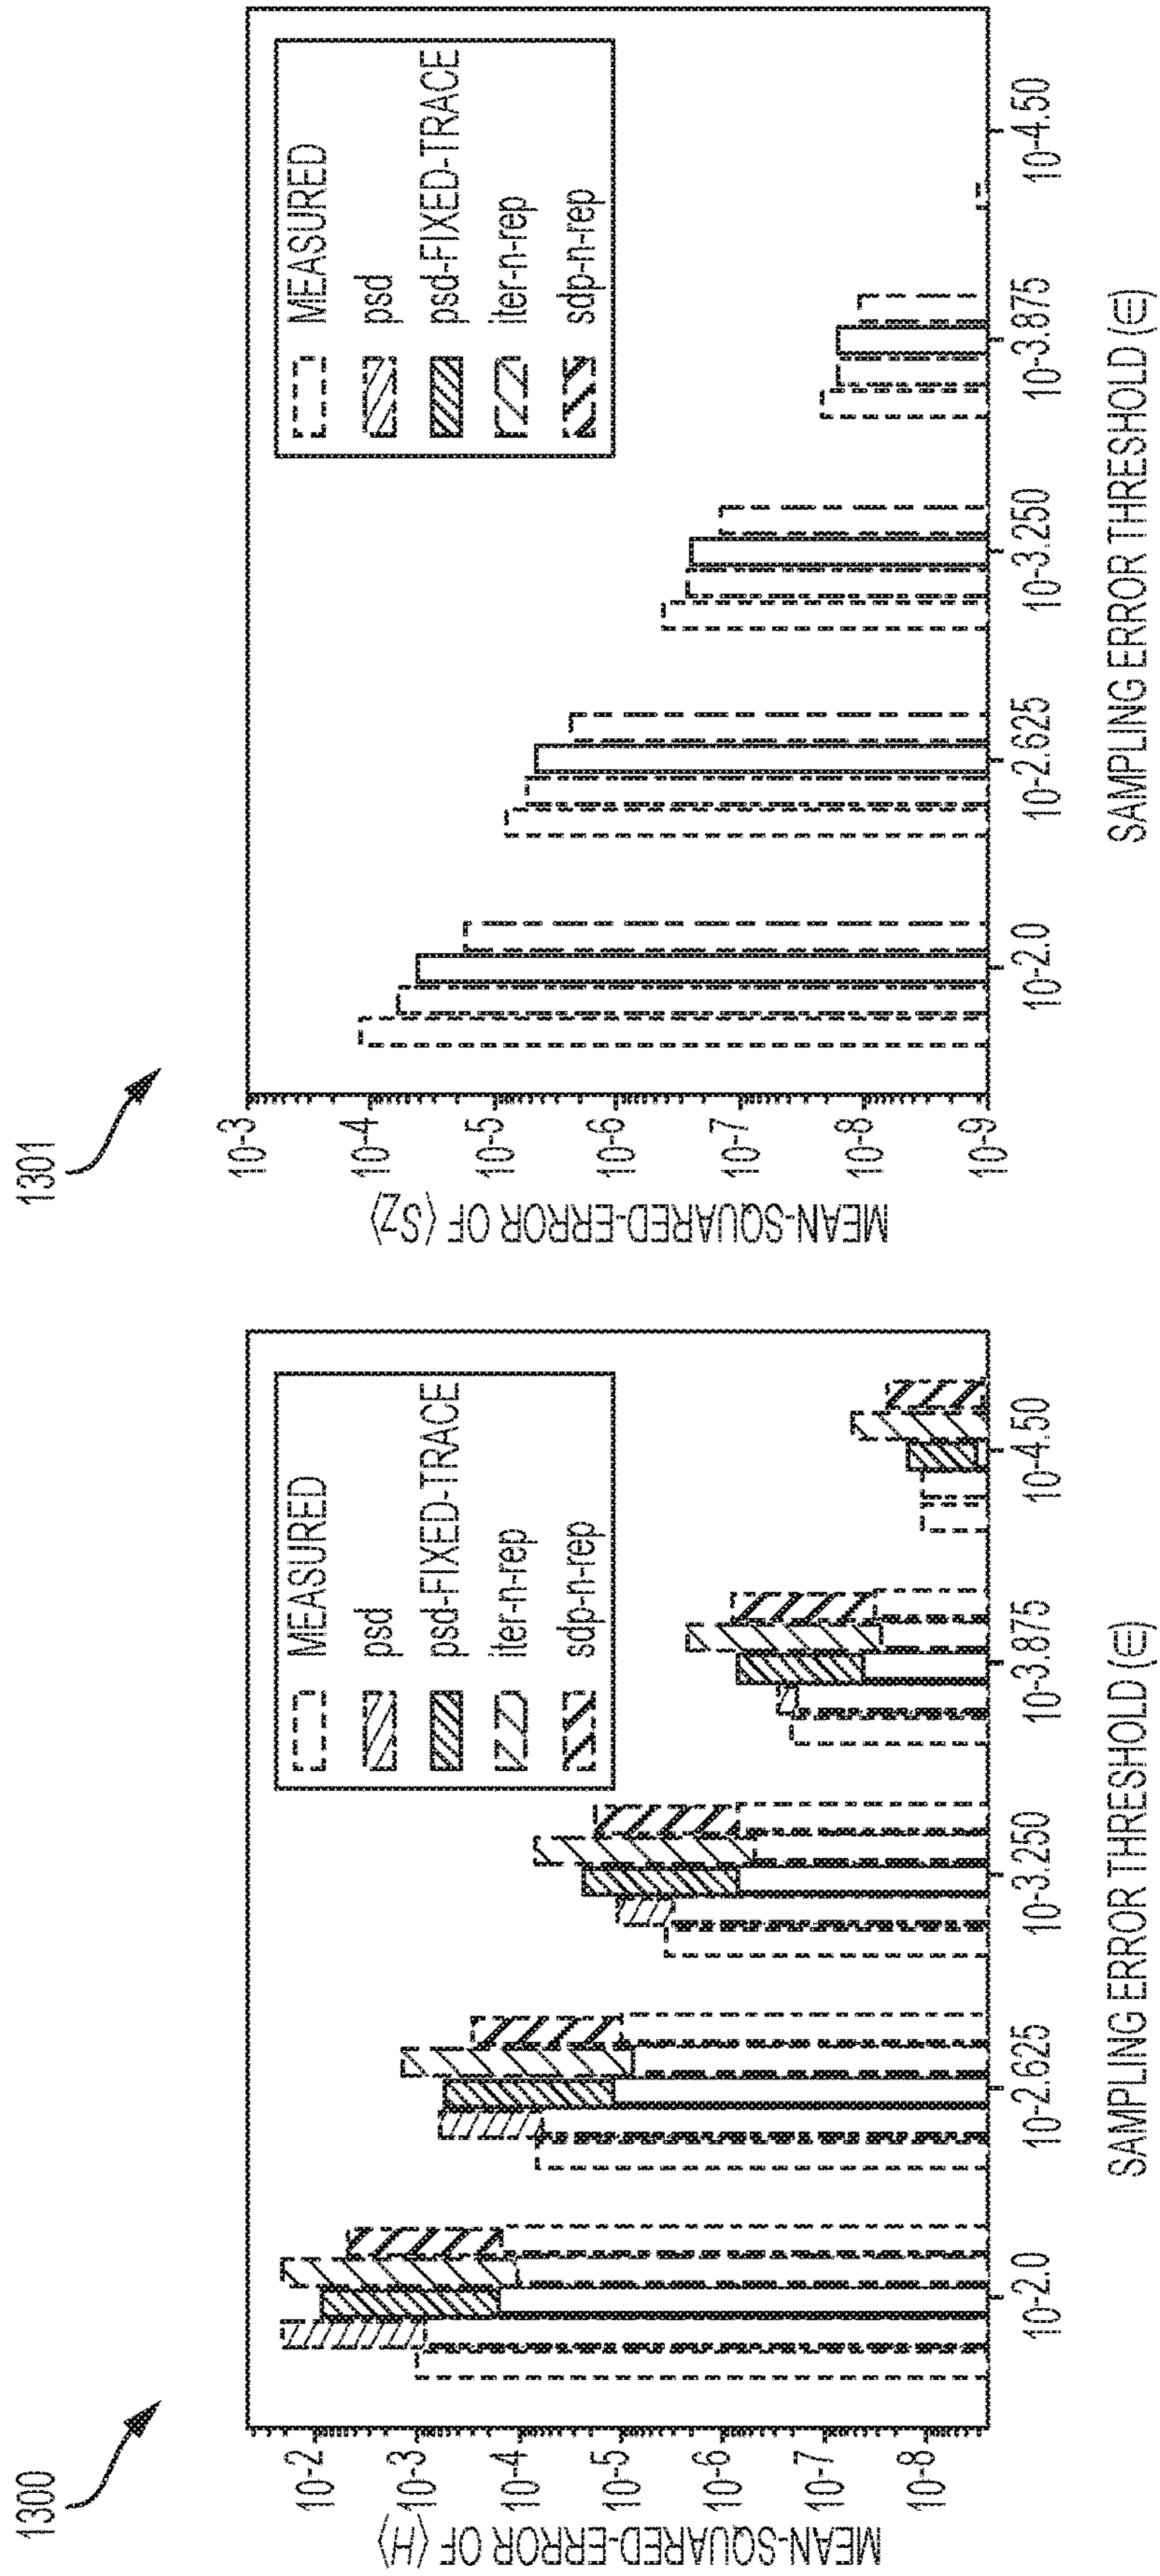 1300
MEAN-SQUARED-ERROR OF ⟨H⟩
10-2
10-3
10-4
10-5
10-6
10-7
10-8
MEASURED
psd
psd-FIXED-TRACE
iter-n-rep
sdp-n-rep
10-2.0
10-2.625
10-3.250
10-3.875
10-4.50
SAMPLING ERROR THRESHOLD (∈)
1301
MEAN-SQUARED-ERROR OF ⟨SZ⟩
10-3
10-4
10-5
10-6
10-7
10-8
10-9
MEASURED
psd
psd-FIXED-TRACE
iter-n-rep
sdp-n-rep
10-2.0
10-2.625
10-3.250
10-3.875
10-4.50
SAMPLING ERROR THRESHOLD (∈)